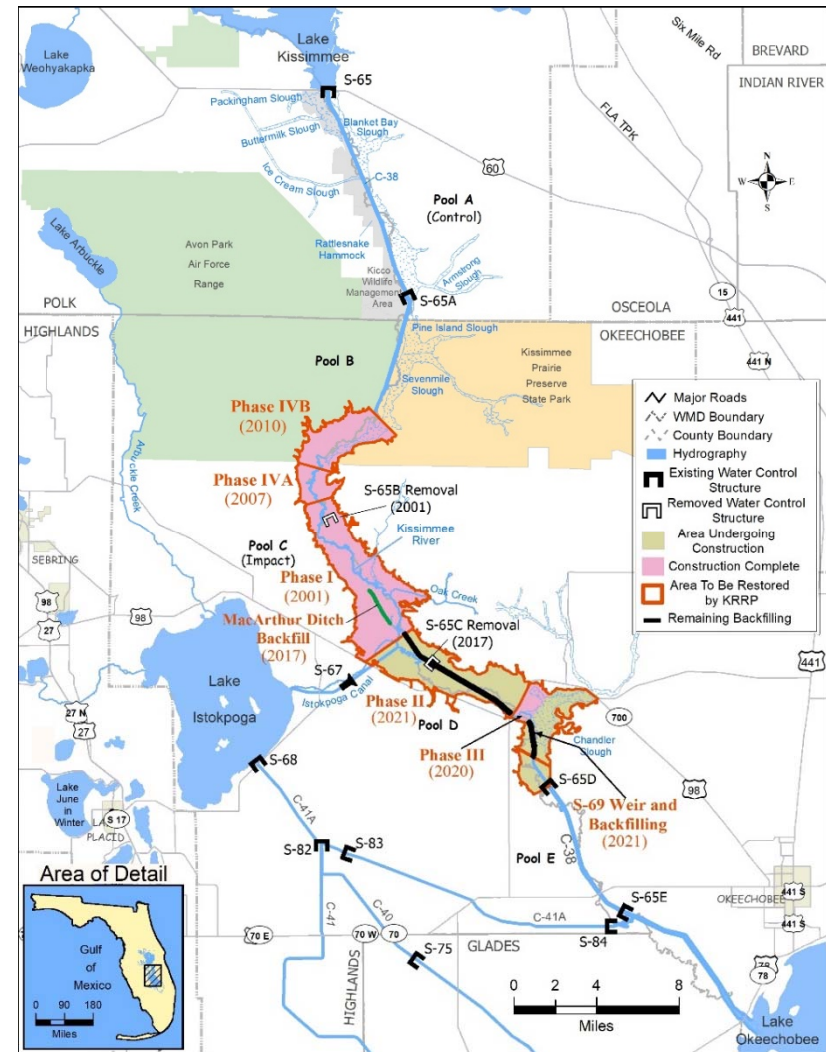 Lake
Kissimmee
Lake
Weohyakapka
S-65
Six Mile Rd
BREVARD
INDIAN RIVER
FLA TPK
Packingham Slough
Blanket Bay
Slough
Buttermilk Slough
Ice Cream Slough
C-38
60
N
W
E
S
Pool A
(Control)
Lake Arbuckle
Avon Park
Air Force
Range
Rattlesnake
Hammock
Kicco
Wildlife
Management
Area
Armstrong
Slough
S-65A
15
441
POLK
HIGHLANDS
OSCEOLA
OKEECHOBEE
Pine Island Slough
Pool B
Sevenmile
Slough
Kissimmee
Prairie
Preserve
State Park
441 N
Phase IVB
(2010)
Arbuckle Creek
Phase IVA
(2007)
S-65B Removal
(2001)
Kissimmee
River
Pool C
(Impact)
SEBRING
98
27
98
Phase I
(2001)
Oak Creek
MacArthur Ditch
Backfill
(2017)
S-65C Removal
(2017)
Major Roads
WMD Boundary
County Boundary
Hydrography
Existing Water Control
Structure
Removed Water Control
Structure
Area Undergoing
Construction
Construction Complete
Area To Be Restored
by KRRP
Remaining Backfilling
441
S-67
Istokpoga Canal
Lake
Istokpoga
Phase II
(2021)
Pool D
700
27 N
27
Phase III
(2020)
Chandler
Slough
S-68
S-65D
98
S-69 Weir and
Backfilling
(2021)
Lake
June
in
Winter
S 17
PLACID
C-41A
C-38
S-82
S-83
Pool E
Area of Detail
Gulf
of
Mexico
0 90 180
Miles
S-65E
OKEECHOBEE
441 S
441 S
C-41
C-40
C-41A
S-84
70 E
70 W
70
GLADES
HIGHLANDS
S-75
78
0 2 4 8
Miles
Lake
Okeechobee